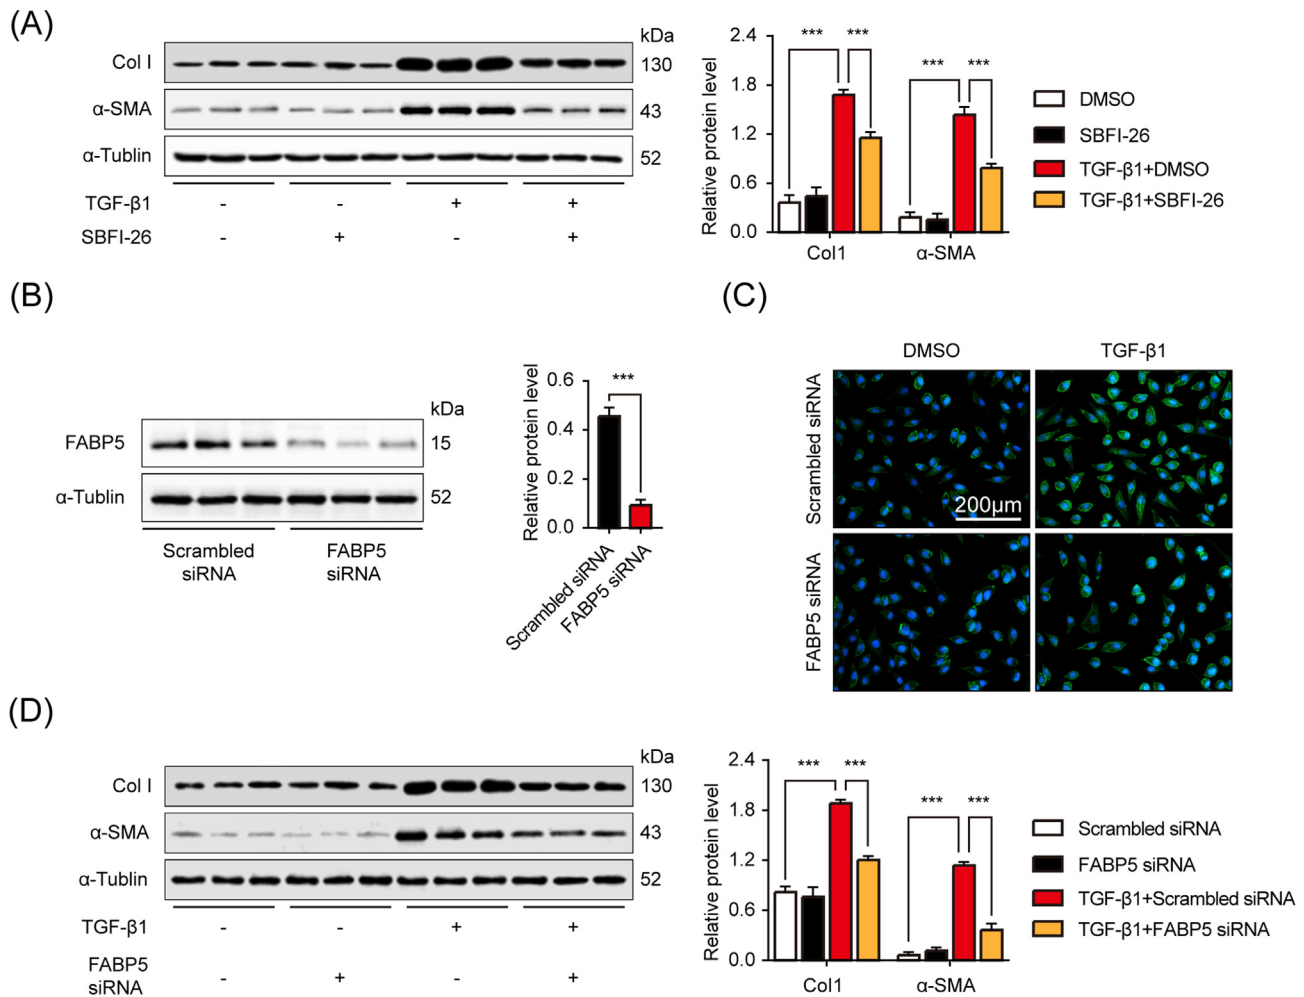 (A)
kDa
Col I
130
α-SMA
43
α-Tublin
52
TGF-β1
- - + +
SBFI-26
- + - +
Relative protein level
2.4
1.8
1.2
0.6
0.0
*** ***
*** ***
Col1
α-SMA
DMSO
SBFI-26
TGF-β1+DMSO
TGF-β1+SBFI-26
(B)
kDa
FABP5
15
α-Tublin
52
Scrambled
siRNA
FABP5
siRNA
Relative protein level
0.6
0.4
0.2
0.0
***
Scrambled siRNA
FABP5 siRNA
(C)
DMSO
TGF-β1
Scrambled siRNA
200μm
FABP5 siRNA
(D)
kDa
Col I
130
α-SMA
43
α-Tublin
52
TGF-β1
- - + +
FABP5
siRNA
- + - +
Relative protein level
2.4
1.8
1.2
0.6
0.0
*** ***
*** ***
Col1
α-SMA
Scrambled siRNA
FABP5 siRNA
TGF-β1+Scrambled siRNA
TGF-β1+FABP5 siRNA